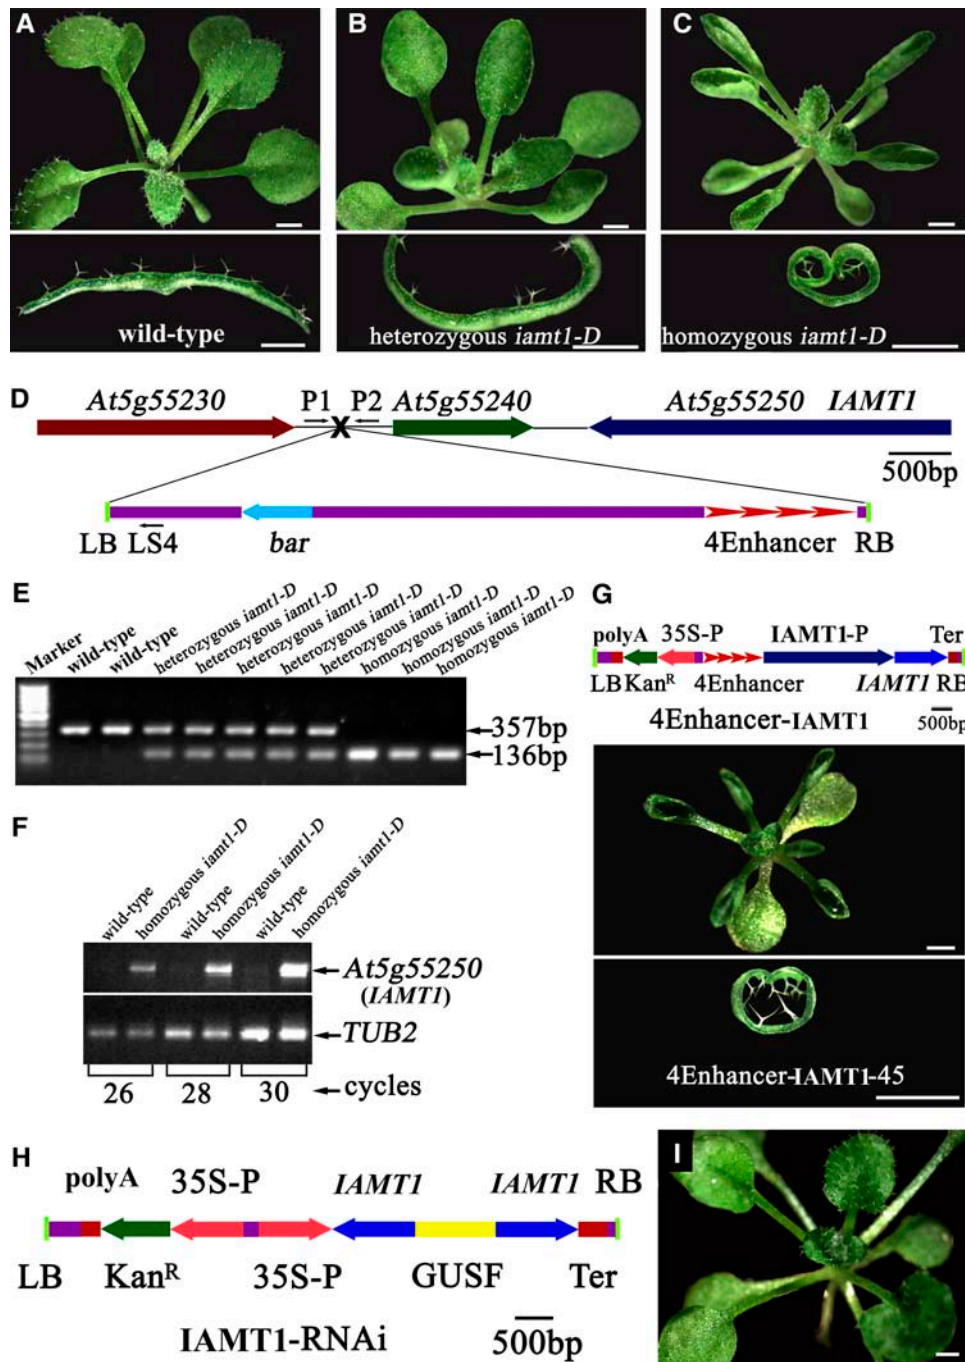 A
B
C
wild-type
heterozygous iamt1-D
homozygous iamt1-D
D
At5g55230
P1
P2
At5g55240
At5g55250
IAMT1
X
500bp
LB
LS4
bar
4Enhancer
RB
E
Marker
wild-type
wild-type
heterozygous iamt1-D
heterozygous iamt1-D
heterozygous iamt1-D
heterozygous iamt1-D
heterozygous iamt1-D
homozygous iamt1-D
homozygous iamt1-D
homozygous iamt1-D
357bp
136bp
F
wild-type
homozygous iamt1-D
wild-type
homozygous iamt1-D
wild-type
homozygous iamt1-D
At5g55250
(IAMT1)
TUB2
26
28
30
cycles
G
polyA
35S-P
IAMT1-P
Ter
LB
KanR
4Enhancer
IAMT1
RB
4Enhancer-IAMT1
500bp
4Enhancer-IAMT1-45
H
polyA
35S-P
IAMT1
IAMT1
RB
LB
KanR
35S-P
GUSF
Ter
IAMT1-RNAi
500bp
I